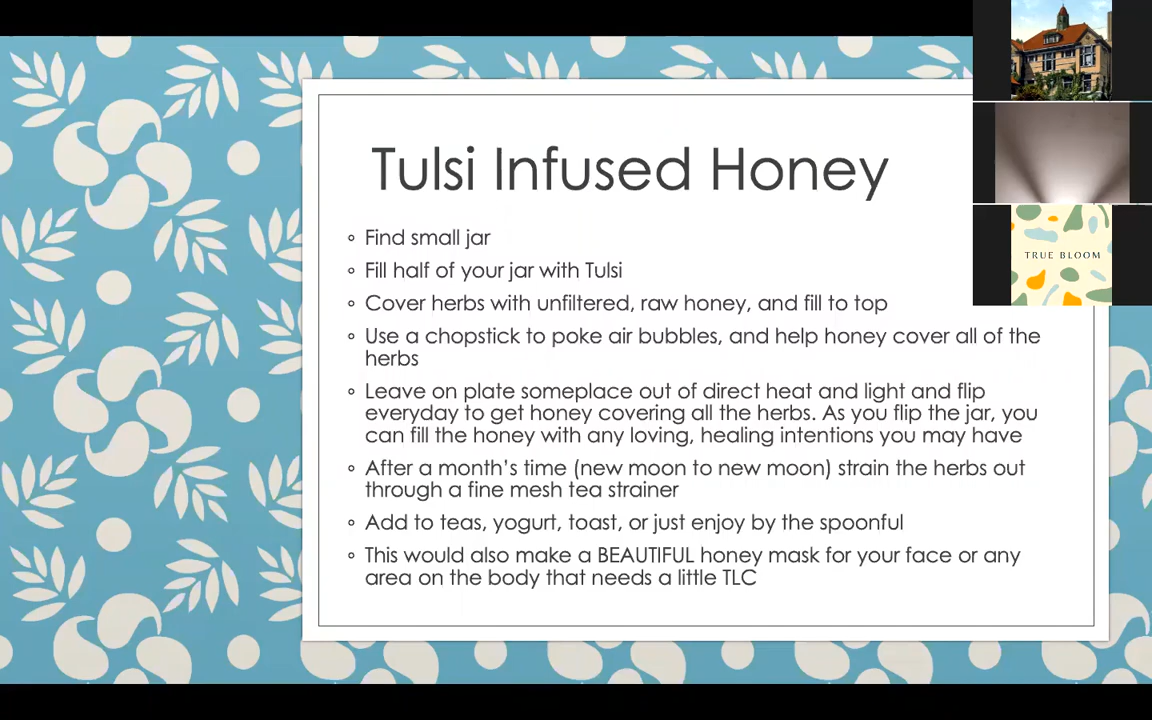 Tulsi Infused Honey
◦ Find small jar
◦ Fill half of your jar with Tulsi
◦ Cover herbs with unfiltered, raw honey, and fill to top
◦ Use a chopstick to poke air bubbles, and help honey cover all of the
herbs
◦ Leave on plate someplace out of direct heat and light and flip
everyday to get honey covering all the herbs. As you flip the jar, you
can fill the honey with any loving, healing intentions you may have
◦ After a month's time (new moon to new moon) strain the herbs out
through a fine mesh tea strainer
◦ Add to teas, yogurt, toast, or just enjoy by the spoonful
◦ This would also make a BEAUTIFUL honey mask for your face or any
area on the body that needs a little TLC
TRUE BLOOM